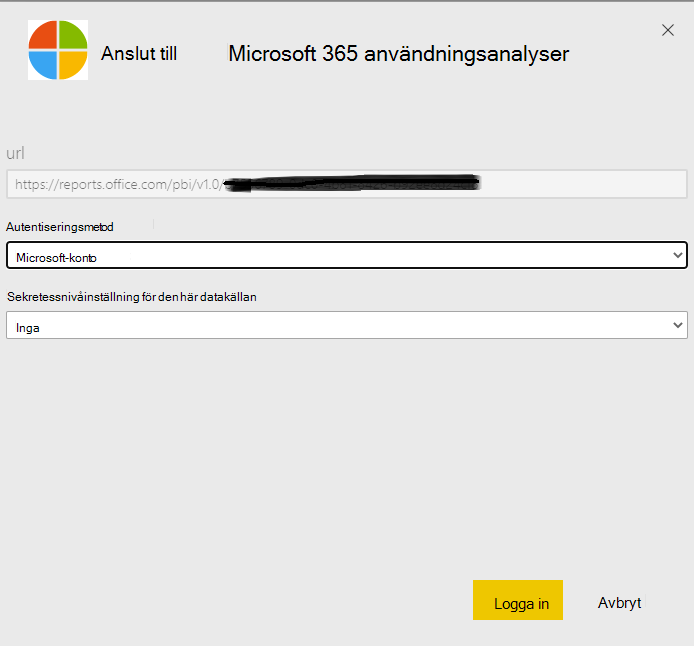 Anslut till Microsoft 365 användningsanalyser
url
https://reports.office.com/pbi/v1.0/
Autentiseringsmetod
Microsoft-konto
Sekretessnivåinställning för den här datakällan
Inga
Logga in Avbryt